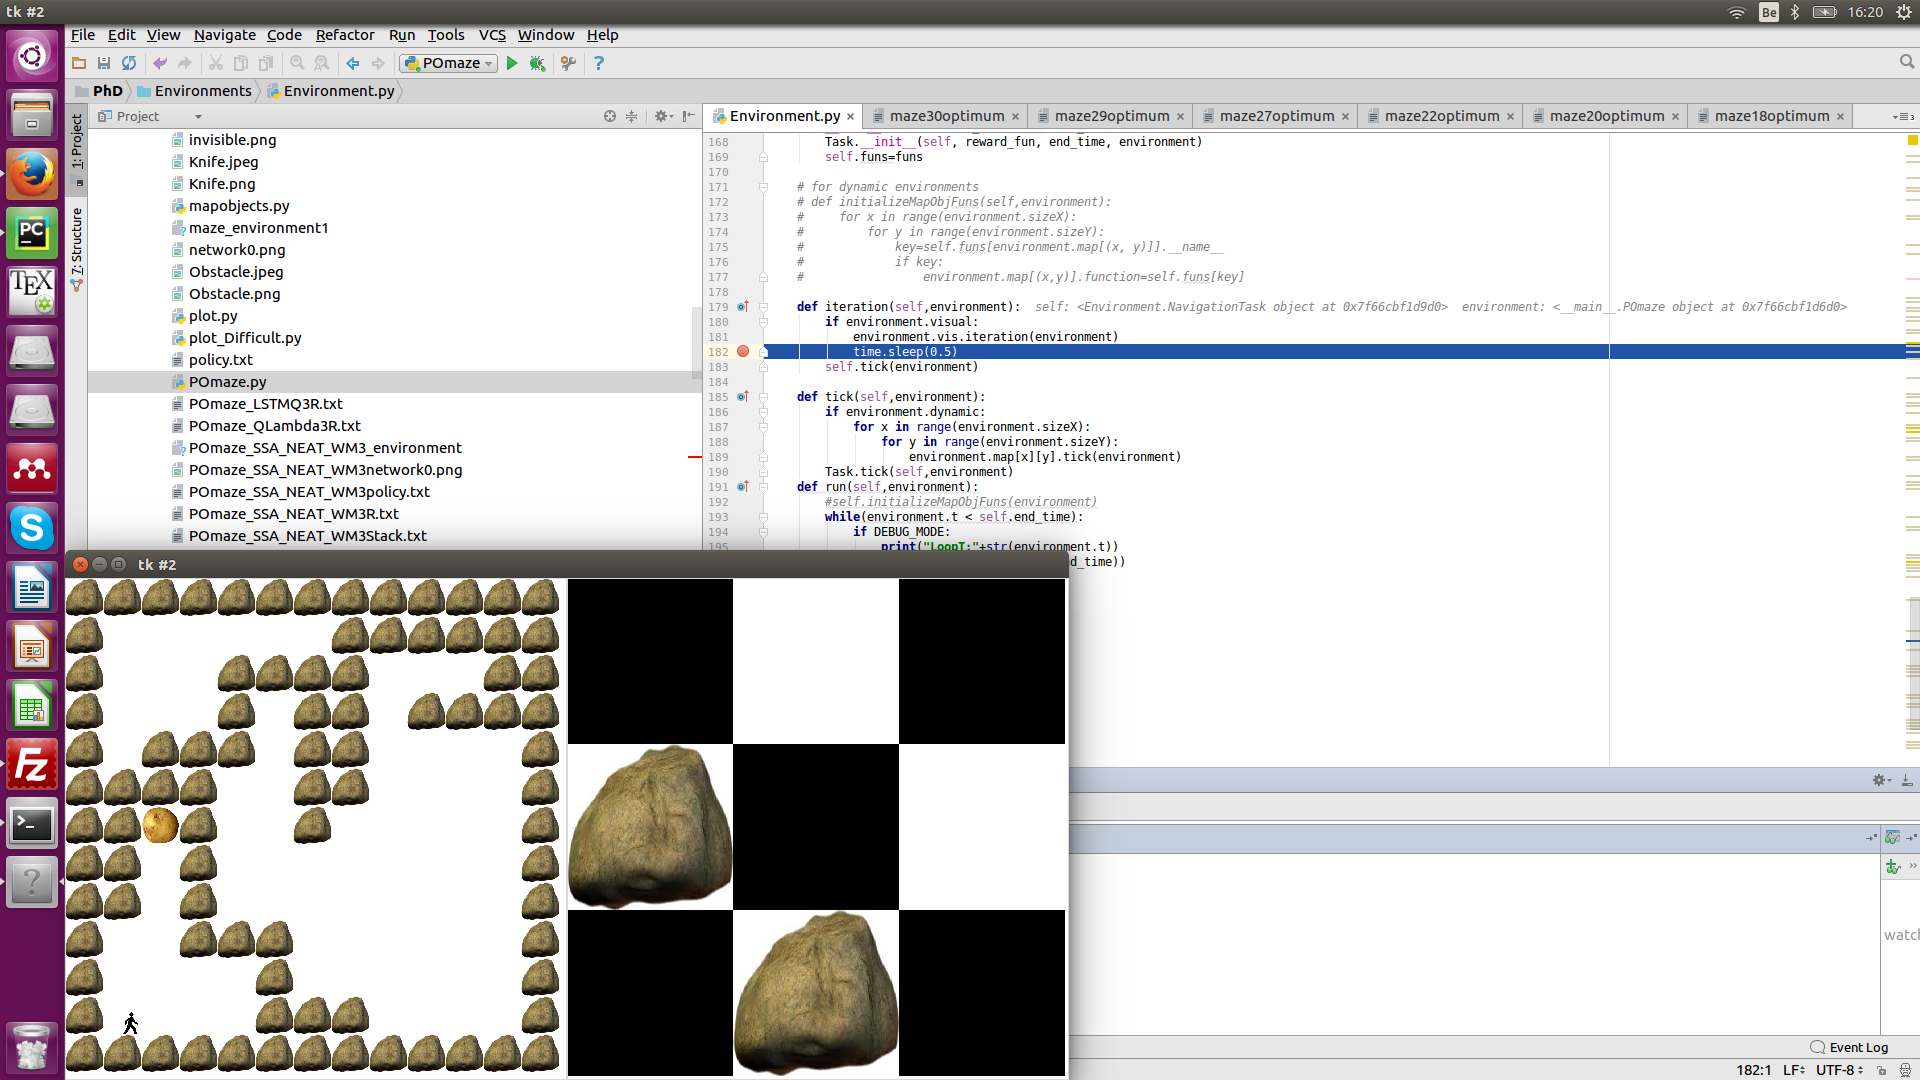 tk #2
Be
16:20
File Edit View Navigate Code Refactor Run Tools VCS Window Help
POmaze
PhD
Environments
Environment.py
Project
1: Project
7: Structure
invisible.png
Knife.jpeg
Knife.png
mapobjects.py
maze_environment1
network0.png
Obstacle.jpeg
Obstacle.png
plot.py
plot_Difficult.py
policy.txt
POmaze.py
POmaze_LSTMQ3R.txt
POmaze_QLambda3R.txt
POmaze_SSA_NEAT_WM3_environment
POmaze_SSA_NEAT_WM3network0.png
POmaze_SSA_NEAT_WM3policy.txt
POmaze_SSA_NEAT_WM3R.txt
POmaze_SSA_NEAT_WM3Stack.txt
Environment.py
maze30optimum
maze29optimum
maze27optimum
maze22optimum
maze20optimum
maze18optimum
168 Task.__init__(self, reward_fun, end_time, environment)
169 self.funs=funs
170
171 # for dynamic environments
172 # def initializeMapObjFuns(self,environment):
173 # for x in range(environment.sizeX):
174 # for y in range(environment.sizeY):
175 # key=self.funs[environment.map[(x, y)]].__name__
176 # if key:
177 # environment.map[(x,y)].function=self.funs[key]
178
179 def iteration(self,environment): self: <Environment.NavigationTask object at 0x7f66cbf1d9d0> environment: <__main__.POmaze object at 0x7f66cbf1d6d0>
180 if environment.visual:
181 environment.vis.iteration(environment)
182 time.sleep(0.5)
183 self.tick(environment)
184
185 def tick(self,environment):
186 if environment.dynamic:
187 for x in range(environment.sizeX):
188 for y in range(environment.sizeY):
189 environment.map[x][y].tick(environment)
190 Task.tick(self,environment)
191 def run(self,environment):
192 #self.initializeMapObjFuns(environment)
193 while(environment.t < self.end_time):
194 if DEBUG_MODE:
195 print("LoopT:"+str(environment.t))
d_time))
tk #2
PC
TEX
S
Fz
watch
Event Log
182:1 LF UTF-8